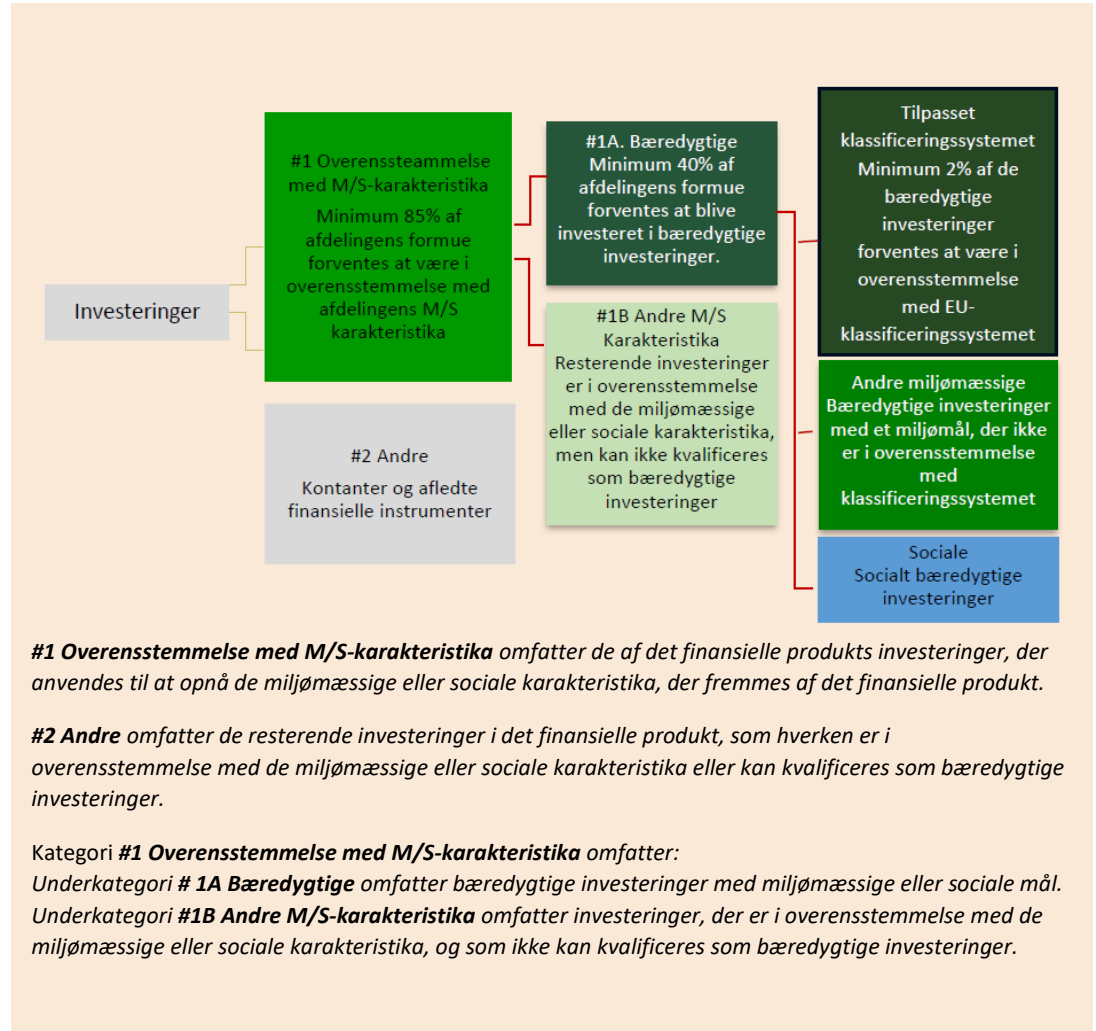 Investeringer
#1 Overenssteammelse
med M/S-karakteristika
Minimum 85% af
afdelingens formue
forventes at være i
overensstemmelse med
afdelingens M/S
karakteristika
#2 Andre
Kontanter og afledte
finansielle instrumenter
#1A. Bæredygtige
Minimum 40% af
afdelingens formue
forventes at blive
investeret i bæredygtige
investeringer.
#1B Andre M/S
Karakteristika
Resterende investeringer
er i overensstemmelse
med de miljømæssige
eller sociale karakteristika,
men kan ikke kvalificeres
som bæredygtige
investeringer
Tilpasset
klassificeringssystemet
Minimum 2% af de
bæredygtige
investeringer
forventes at være i
overensstemmelse
med EU-
klassificeringssystemet
Andre miljømæssige
Bæredygtige investeringer
med et miljømål, der ikke
er i overensstemmelse
med
klassificeringssystemet
Sociale
Socialt bæredygtige
investeringer
#1 Overensstemmelse med M/S-karakteristika omfatter de af det finansielle produkts investeringer, der
anvendes til at opnå de miljømæssige eller sociale karakteristika, der fremmes af det finansielle produkt.
#2 Andre omfatter de resterende investeringer i det finansielle produkt, som hverken er i
overensstemmelse med de miljømæssige eller sociale karakteristika eller kan kvalificeres som bæredygtige
investeringer.
Kategori #1 Overensstemmelse med M/S-karakteristika omfatter:
Underkategori # 1A Bæredygtige omfatter bæredygtige investeringer med miljømæssige eller sociale mål.
Underkategori #1B Andre M/S-karakteristika omfatter investeringer, der er i overensstemmelse med de
miljømæssige eller sociale karakteristika, og som ikke kan kvalificeres som bæredygtige investeringer.